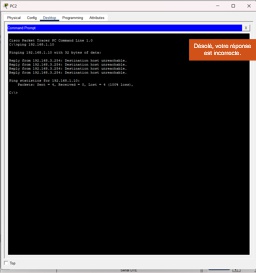 PC2
Physical Config Desktop Programming Attributes
Command Prompt
X
Cisco Packet Tracer PC Command Line 1.0
C:\>ping 192.168.1.10
Pinging 192.168.1.10 with 32 bytes of data:
Reply from 192.168.3.254: Destination host unreachable.
Reply from 192.168.3.254: Destination host unreachable.
Reply from 192.168.3.254: Destination host unreachable.
Reply from 192.168.3.254: Destination host unreachable.
Ping statistics for 192.168.1.10:
Packets: Sent = 4, Received = 0, Lost = 4 (100% loss),
C:\>
Désolé, votre réponse
est incorrecte.
Top